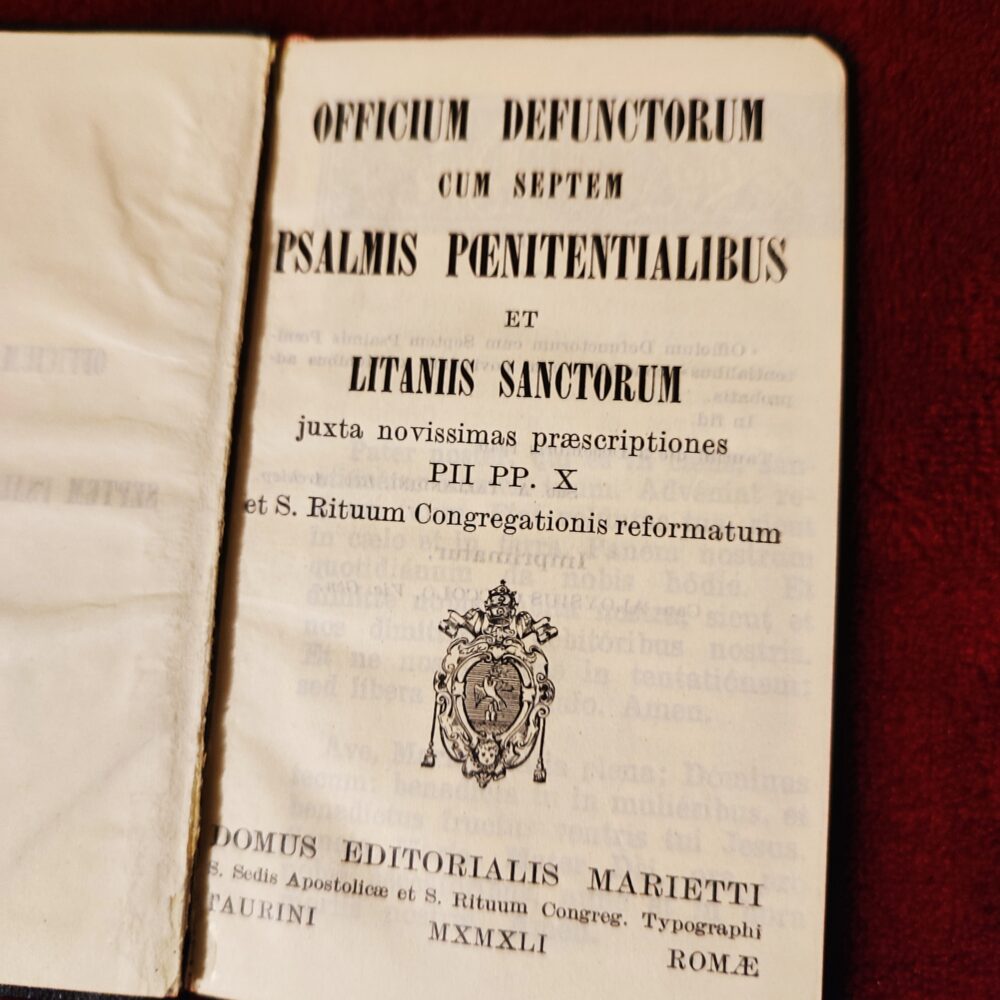 OFFICIUM DEFUNCTORUM
CUM SEPTEM
PSALMIS PŒNITENTIALIBUS
ET
LITANIIS SANCTORUM
juxta novissimas præscriptiones
PII PP. X
et S. Rituum Congregationis reformatum
DOMUS EDITORIALIS MARIETTI
S. Sedis Apostolicæ et S. Rituum Congreg. Typographi
TAURINI MXMXLI ROMÆ